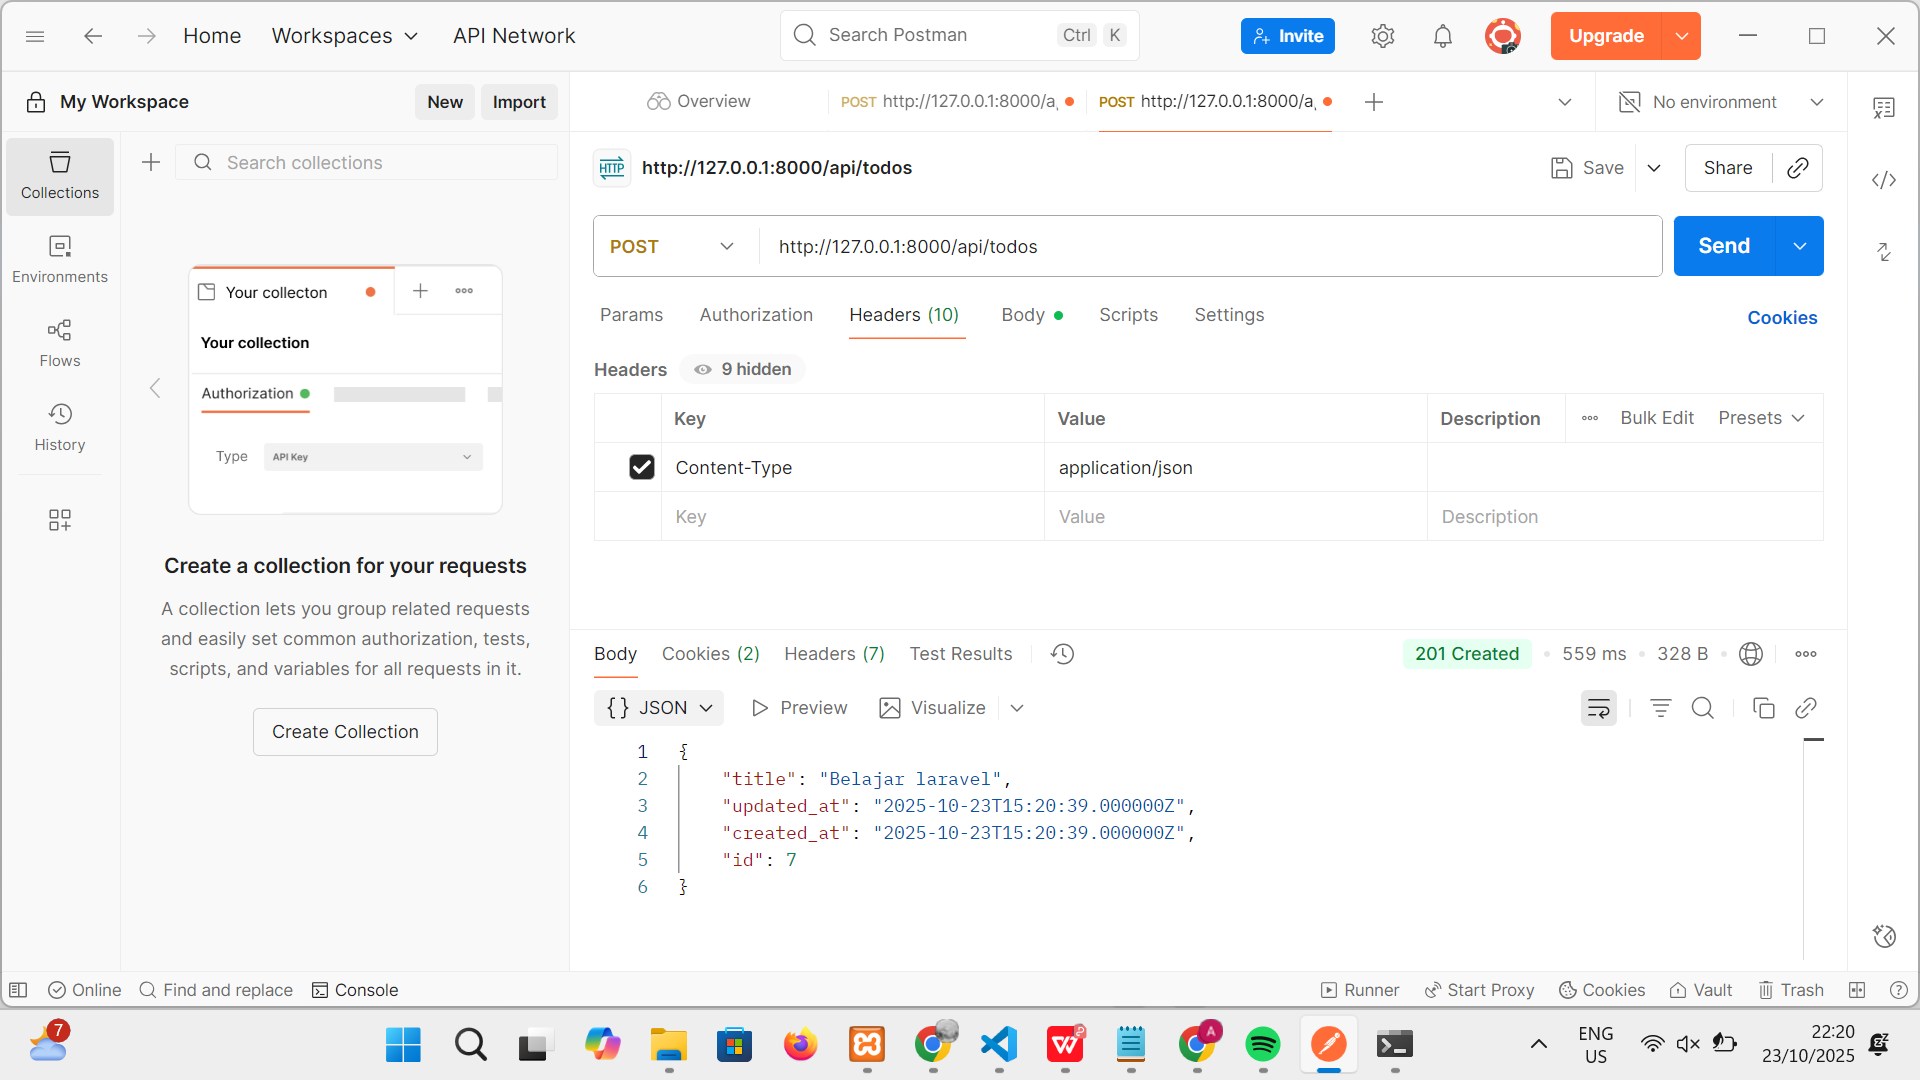 Home
Workspaces
API Network
Search Postman
Ctrl K
Invite
Upgrade
My Workspace
New
Import
Overview
POST http://127.0.0.1:8000/a,
POST http://127.0.0.1:8000/a,
No environment
Collections
Search collections
http://127.0.0.1:8000/api/todos
Save
Share
HTTP
Environments
POST
http://127.0.0.1:8000/api/todos
Send
Flows
Your collecton
Your collection
Authorization
Type
API Key
Params
Authorization
Headers (10)
Body
Scripts
Settings
Cookies
History
Headers
9 hidden
Key
Value
Description
Bulk Edit
Presets
Content-Type
application/json
Key
Value
Description
Create a collection for your requests
A collection lets you group related requests
and easily set common authorization, tests,
scripts, and variables for all requests in it.
Create Collection
Body
Cookies (2)
Headers (7)
Test Results
201 Created
559 ms
328 B
{} JSON
Preview
Visualize
1 {
2 "title": "Belajar laravel",
3 "updated_at": "2025-10-23T15:20:39.000000Z",
4 "created_at": "2025-10-23T15:20:39.000000Z",
5 "id": 7
6 }
Online
Find and replace
Console
Runner
Start Proxy
Cookies
Vault
Trash
7
A
ENG
US
22:20
23/10/2025